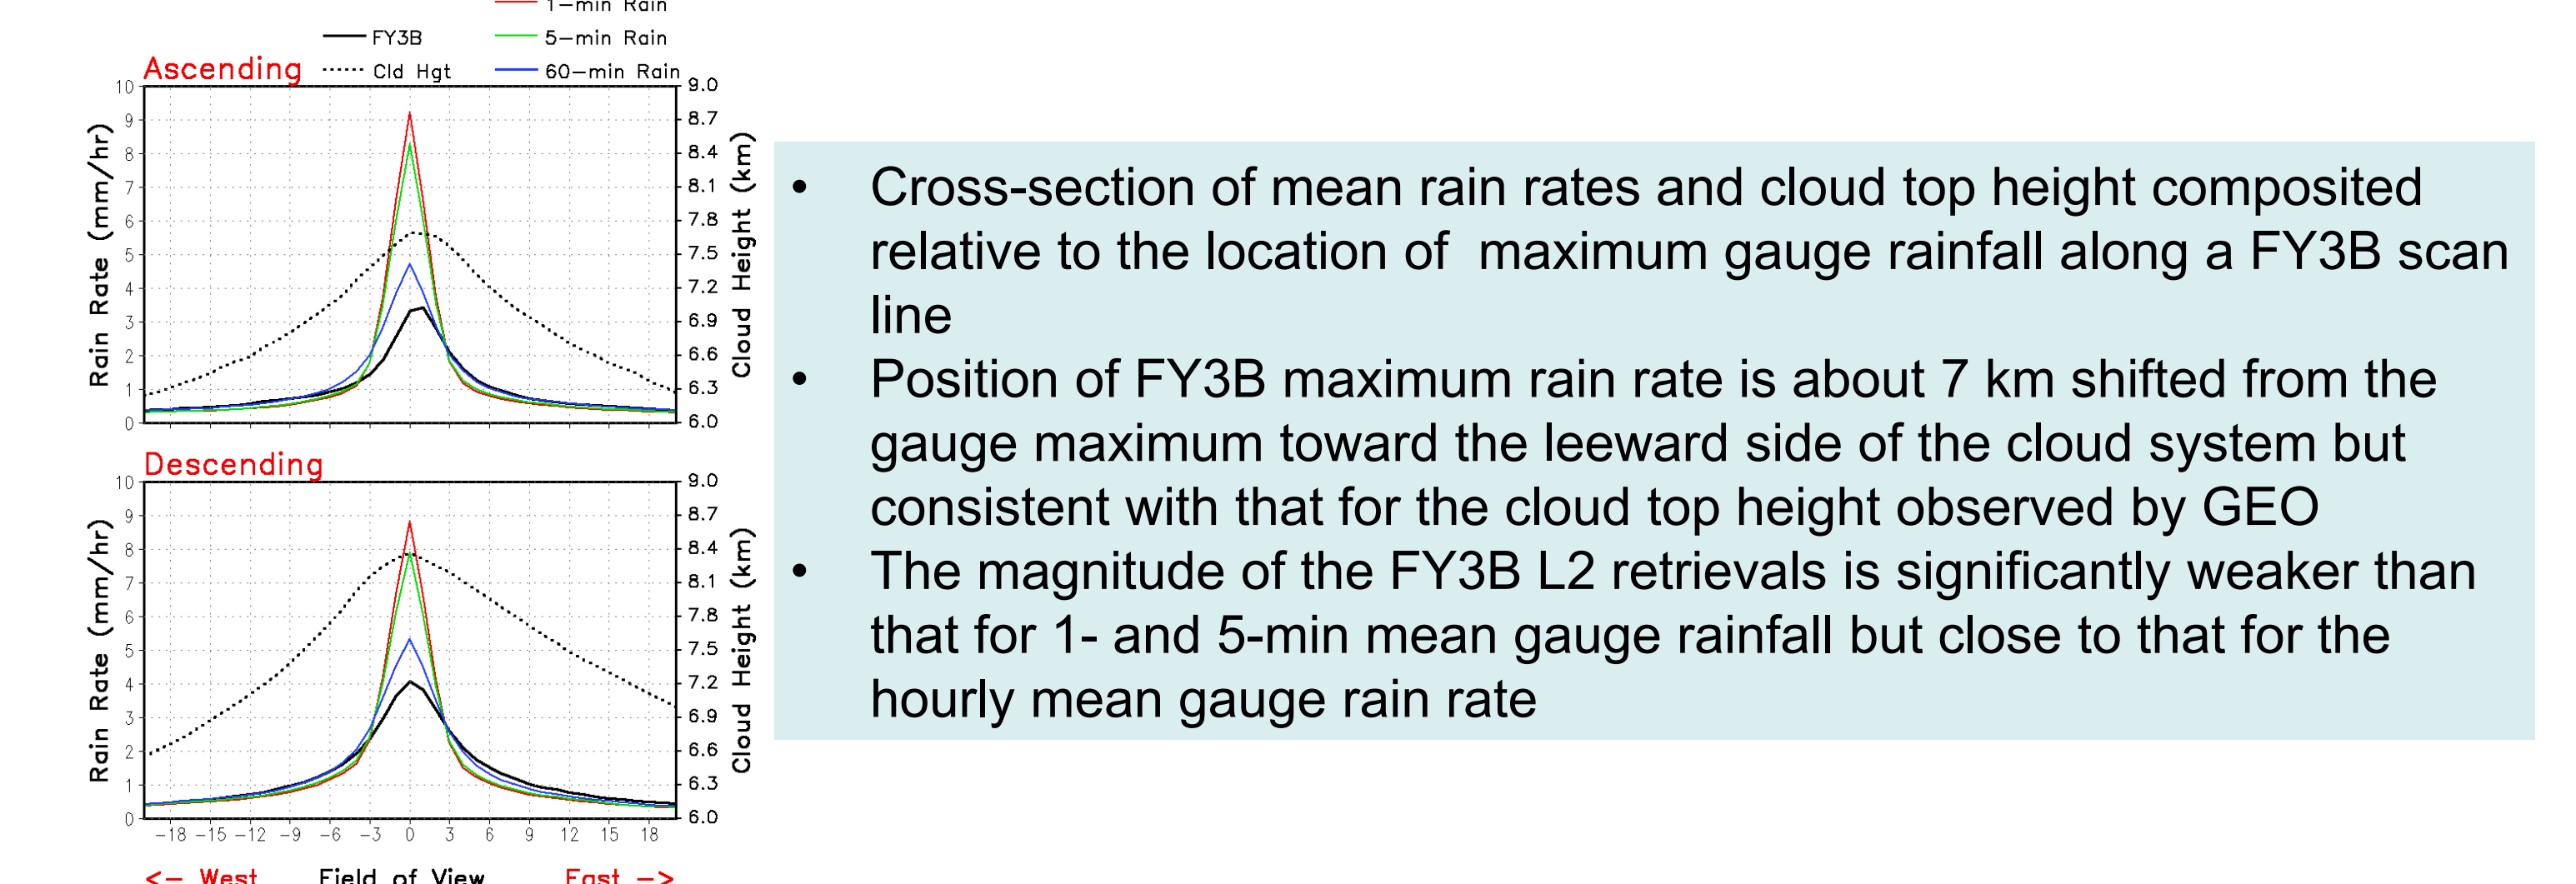 1-min Rain
FY3B
5-min Rain
Ascending
Cld Hgt
60-min Rain
10
9
8
7
6
5
4
3
2
1
0
Rain Rate (mm/hr)
9.0
8.7
8.4
8.1
7.8
7.5
7.2
6.9
6.6
6.3
6.0
Cloud Height (km)
Descending
10
9
8
7
6
5
4
3
2
1
0
Rain Rate (mm/hr)
9.0
8.7
8.4
8.1
7.8
7.5
7.2
6.9
6.6
6.3
6.0
Cloud Height (km)
-18 -15 -12 -9 -6 -3 0 3 6 9 12 15 18
<- West Field of View East ->
• Cross-section of mean rain rates and cloud top height composited
relative to the location of maximum gauge rainfall along a FY3B scan
line
• Position of FY3B maximum rain rate is about 7 km shifted from the
gauge maximum toward the leeward side of the cloud system but
consistent with that for the cloud top height observed by GEO
• The magnitude of the FY3B L2 retrievals is significantly weaker than
that for 1- and 5-min mean gauge rainfall but close to that for the
hourly mean gauge rain rate